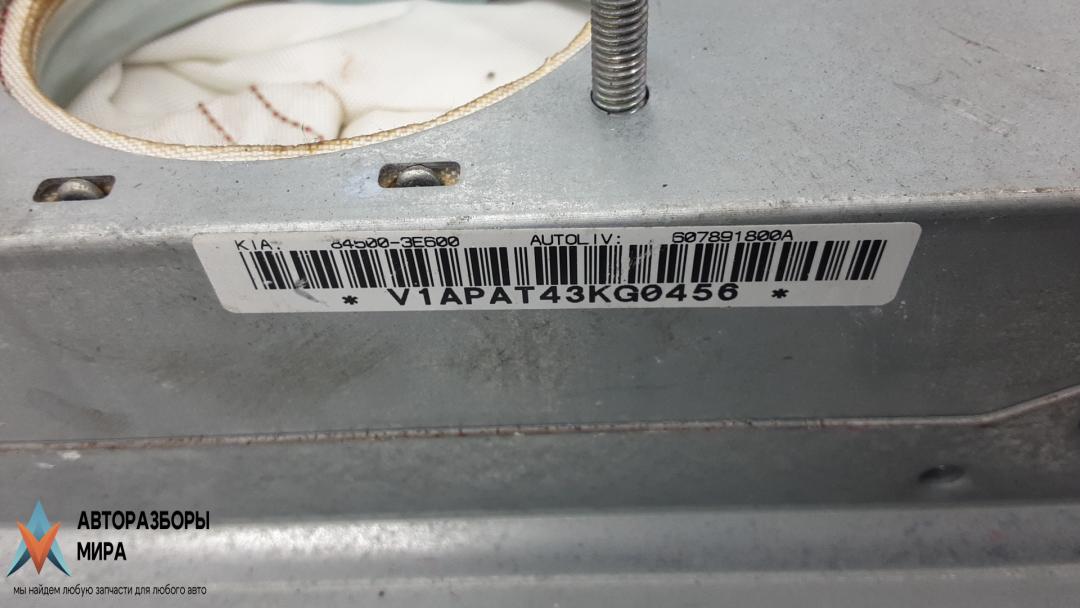 KIA: 84500-3E600 AUTOLIV: 607891800A
* V1APAT43KG0456 *
АВТОРАЗБОРЫ
МИРА
мы найдем любую запчасти для любого авто